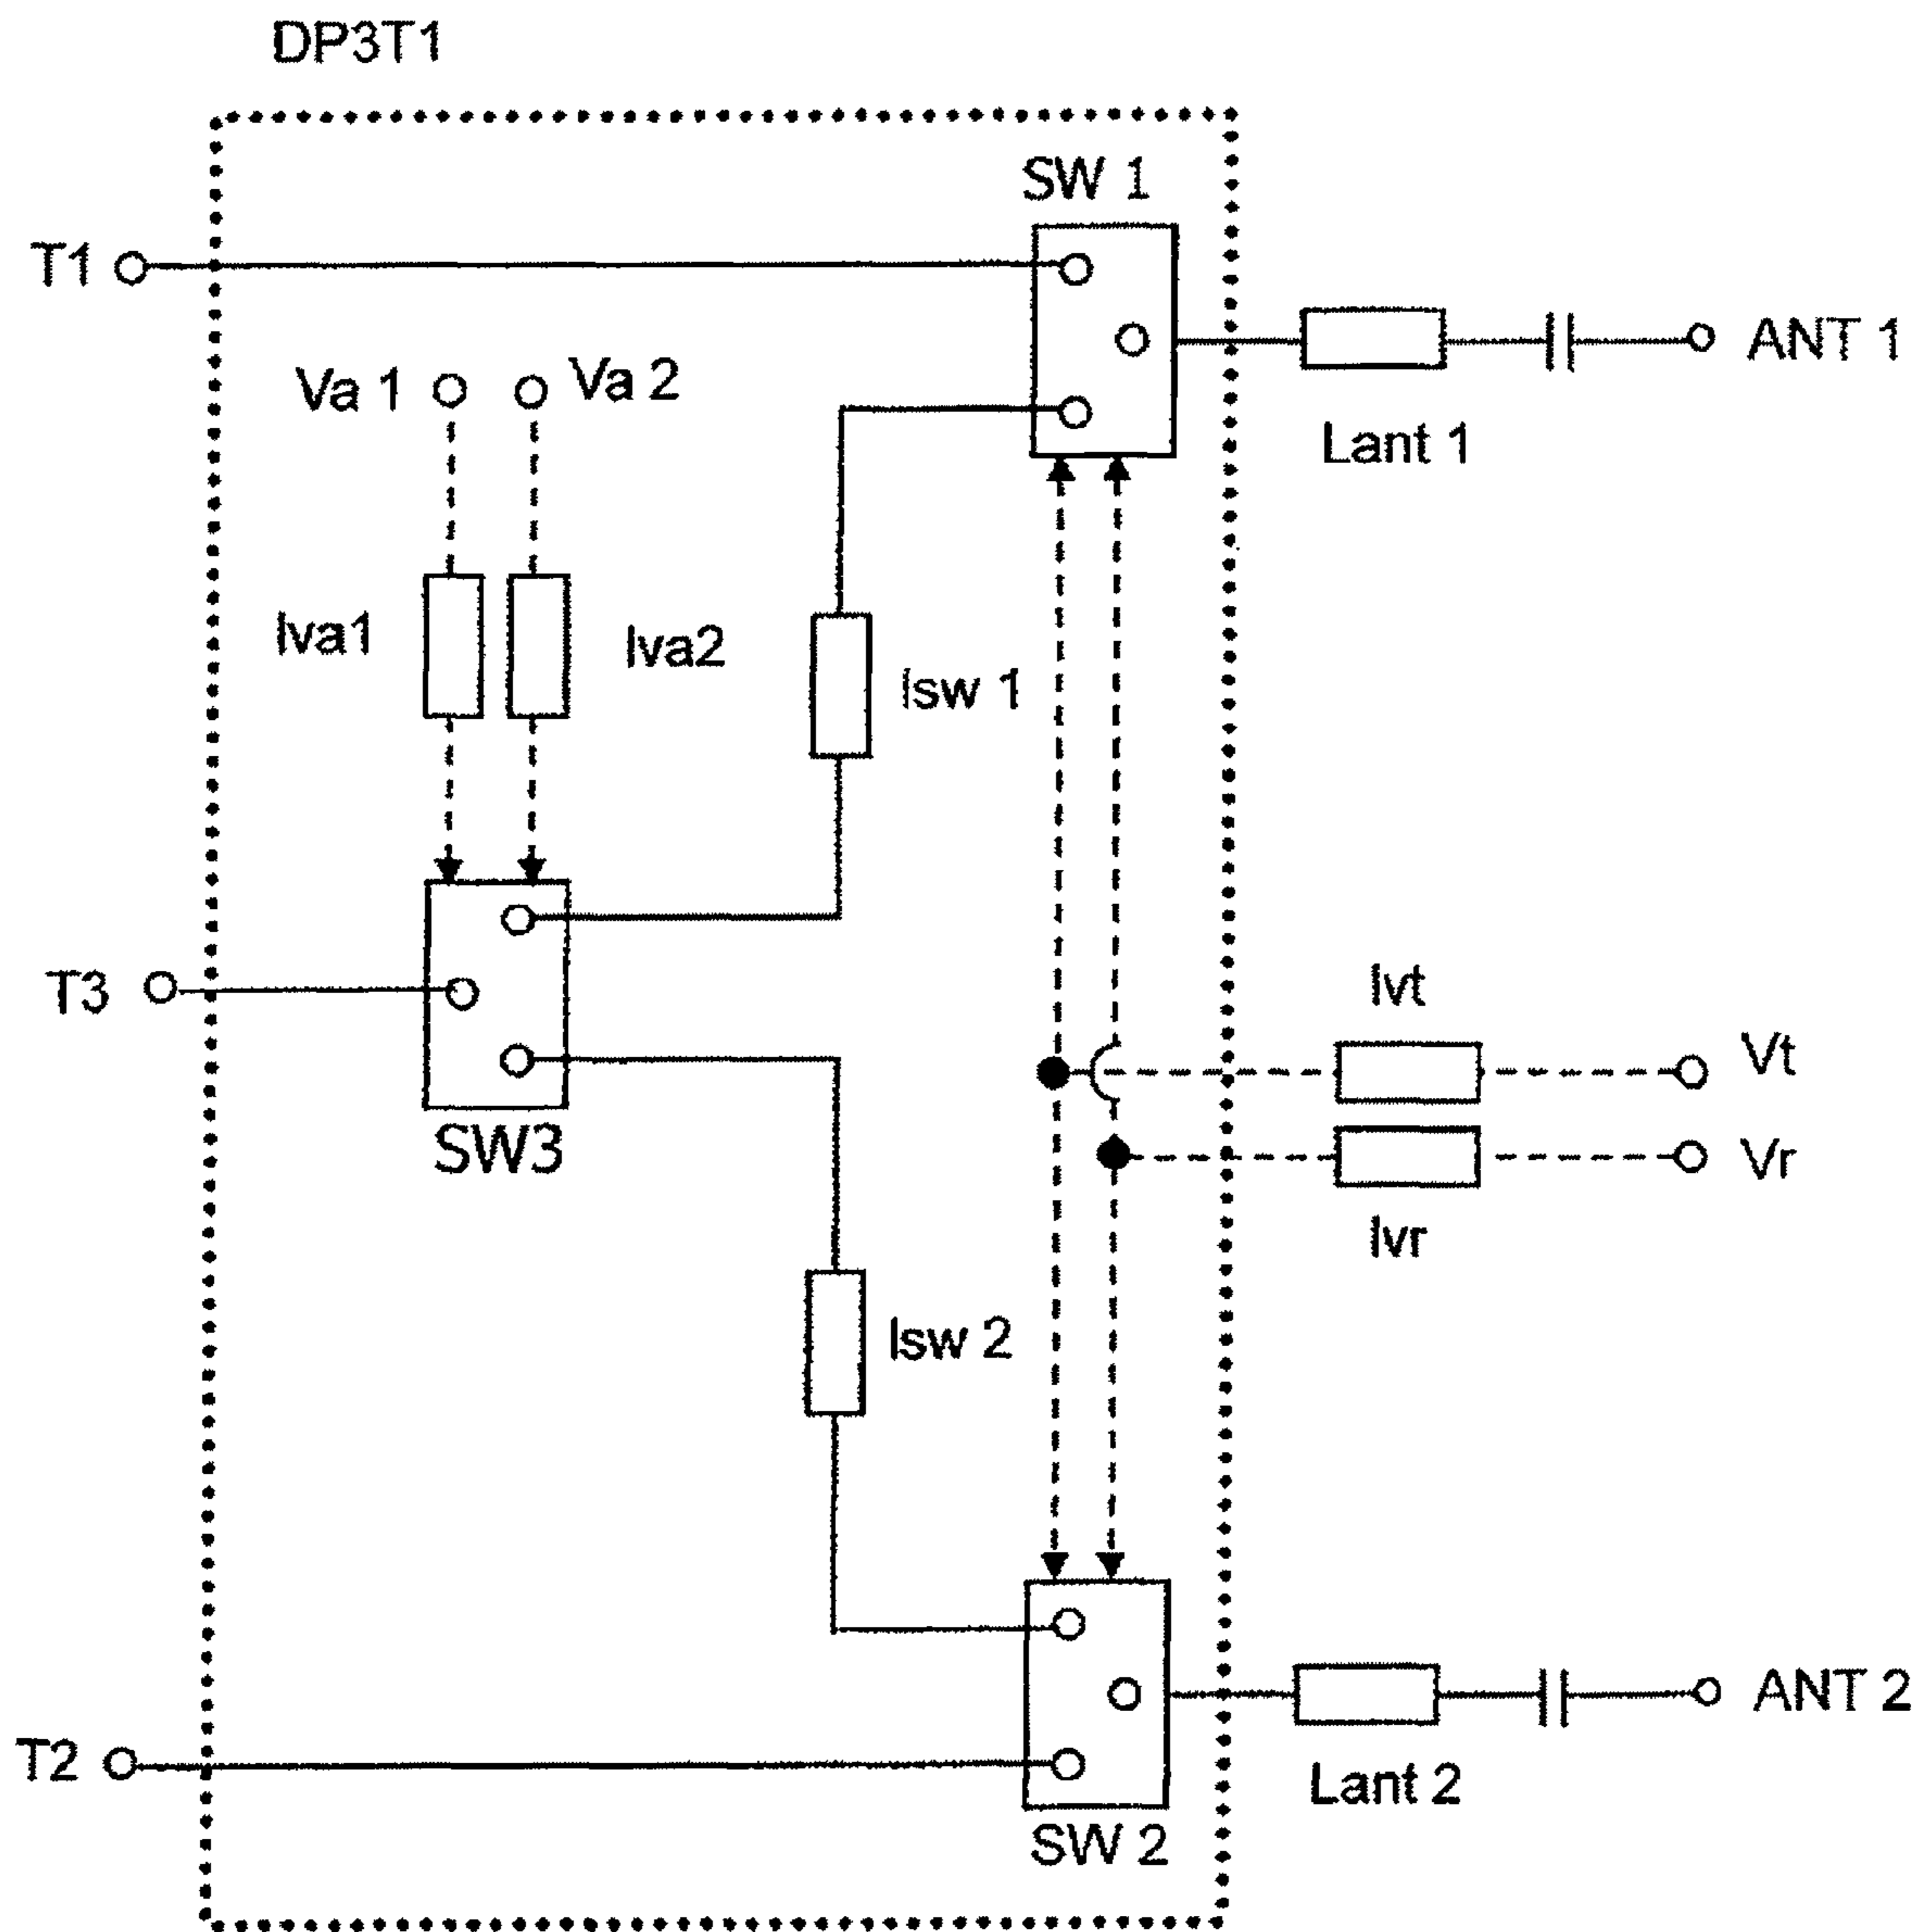 DP3T1
SW 1
T1
ANT 1
Va 1
Va 2
Lant 1
lva1
lva2
lsw 1
T3
lvt
Vt
SW3
Vr
lvr
lsw 2
ANT 2
T2
Lant 2
SW 2